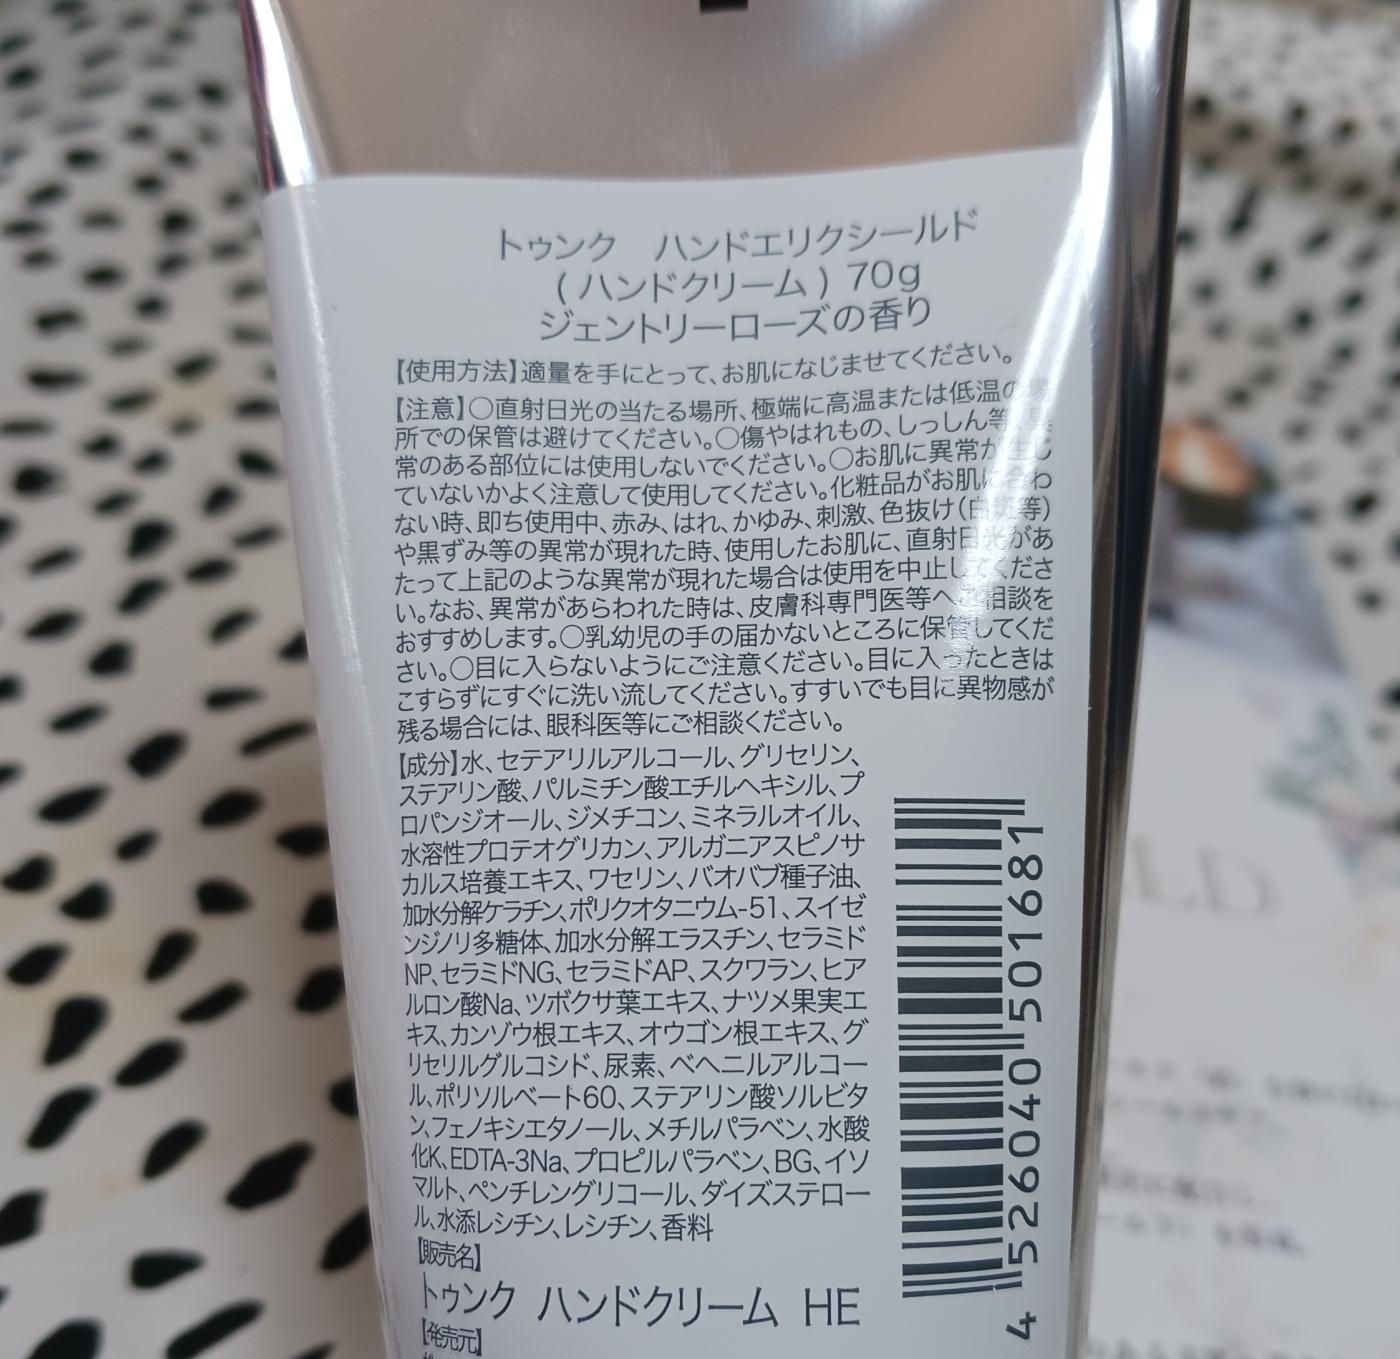 トゥンク　ハンドエリクシールド
(ハンドクリーム) 70g
ジェントリーローズの香り
【使用方法】適量を手にとって、お肌になじませてください。
【注意】○直射日光の当たる場所、極端に高温または低温の場
所での保管は避けてください。○傷やはれもの、しっしん等、異
常のある部位には使用しないでください。○お肌に異常が生じ
ていないかよく注意して使用してください。化粧品がお肌に合わ
ない時、即ち使用中、赤み、はれ、かゆみ、刺激、色抜け(白斑等)
や黒ずみ等の異常が現れた時、使用したお肌に、直射日光があ
たって上記のような異常が現れた場合は使用を中止してくださ
い。なお、異常があらわれた時は、皮膚科専門医等へご相談を
おすすめします。○乳幼児の手の届かないところに保管してくだ
さい。○目に入らないようにご注意ください。目に入ったときは
こすらずにすぐに洗い流してください。すすいでも目に異物感が
残る場合には、眼科医等にご相談ください。
【成分】水、セテアリルアルコール、グリセリン、
ステアリン酸、パルミチン酸エチルヘキシル、プ
ロパンジオール、ジメチコン、ミネラルオイル、
水溶性プロテオグリカン、アルガニアスピノサ
カルス培養エキス、ワセリン、バオバブ種子油、
加水分解ケラチン、ポリクオタニウム-51、スイゼ
ンジノリ多糖体、加水分解エラスチン、セラミド
NP、セラミドNG、セラミドAP、スクワラン、ヒア
ルロン酸Na、ツボクサ葉エキス、ナツメ果実エ
キス、カンゾウ根エキス、オウゴン根エキス、グ
リセリルグルコシド、尿素、ベヘニルアルコー
ル、ポリソルベート60、ステアリン酸ソルビタ
ン、フェノキシエタノール、メチルパラベン、水酸
化K、EDTA-3Na、プロピルパラベン、BG、イソ
マルト、ペンチレングリコール、ダイズステロー
ル、水添レシチン、レシチン、香料
【販売名】
トゥンク ハンドクリーム HE
【発売元】
4 526040 501681
LD